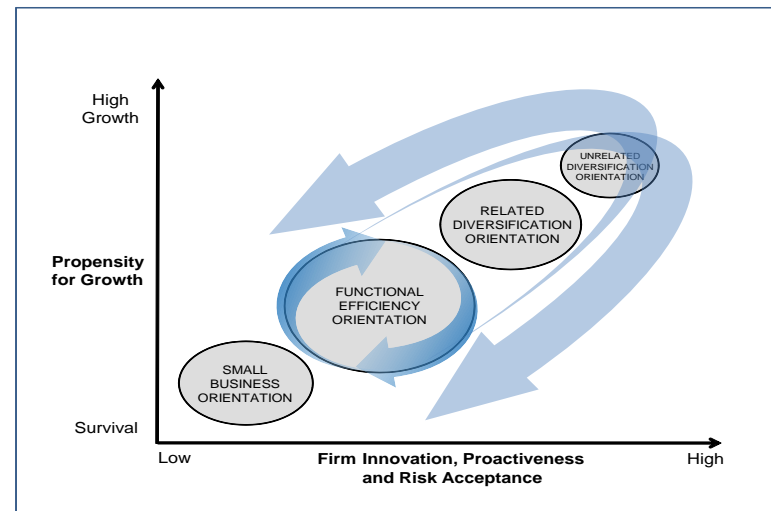 High
Growth
UNRELATED
DIVERSIFICATION
ORIENTATION
RELATED
DIVERSIFICATION
ORIENTATION
Propensity
for Growth
FUNCTIONAL
EFFICIENCY
ORIENTATION
SMALL
BUSINESS
ORIENTATION
Survival
Low
Firm Innovation, Proactiveness
and Risk Acceptance
High